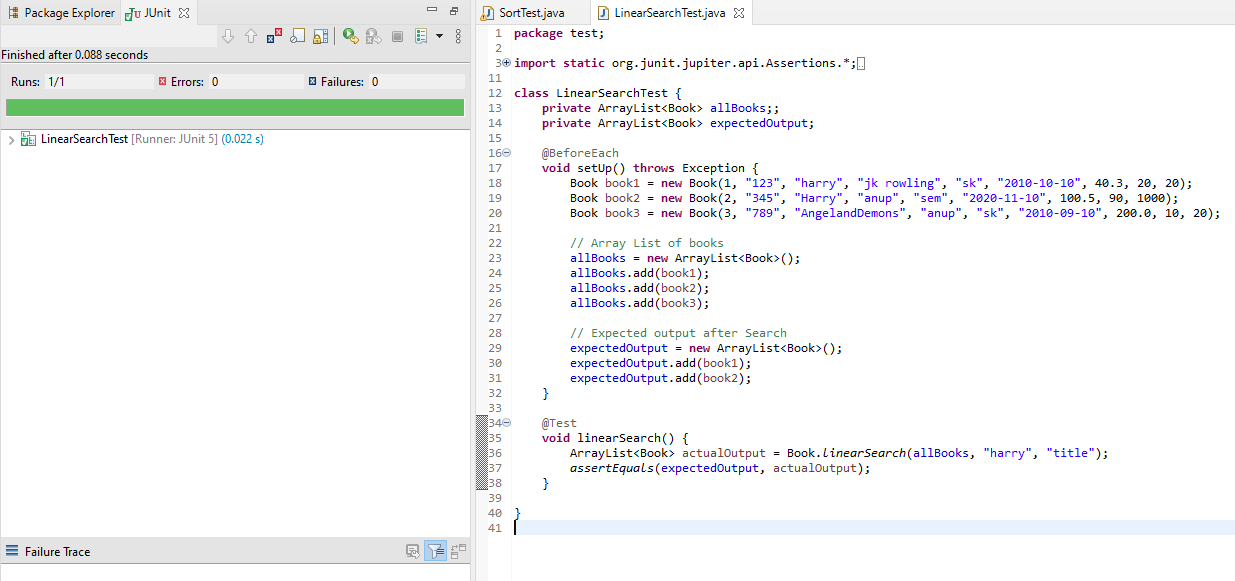 Package Explorer JUnit
Finished after 0.088 seconds
Runs: 1/1 Errors: 0 Failures: 0
LinearSearchTest [Runner: JUnit 5] (0.022 s)
Failure Trace
SortTest.java LinearSearchTest.java
1 package test;
2
3 import static org.junit.jupiter.api.Assertions.*;
11
12 class LinearSearchTest {
13 private ArrayList<Book> allBooks;;
14 private ArrayList<Book> expectedOutput;
15
16 @BeforeEach
17 void setUp() throws Exception {
18 Book book1 = new Book(1, "123", "harry", "jk rowling", "sk", "2010-10-10", 40.3, 20, 20);
19 Book book2 = new Book(2, "345", "Harry", "anup", "sem", "2020-11-10", 100.5, 90, 1000);
20 Book book3 = new Book(3, "789", "AngelandDemons", "anup", "sk", "2010-09-10", 200.0, 10, 20);
21
22 // Array List of books
23 allBooks = new ArrayList<Book>();
24 allBooks.add(book1);
25 allBooks.add(book2);
26 allBooks.add(book3);
27
28 // Expected output after Search
29 expectedOutput = new ArrayList<Book>();
30 expectedOutput.add(book1);
31 expectedOutput.add(book2);
32 }
33
34 @Test
35 void linearSearch() {
36 ArrayList<Book> actualOutput = Book.linearSearch(allBooks, "harry", "title");
37 assertEquals(expectedOutput, actualOutput);
38 }
39
40 }
41